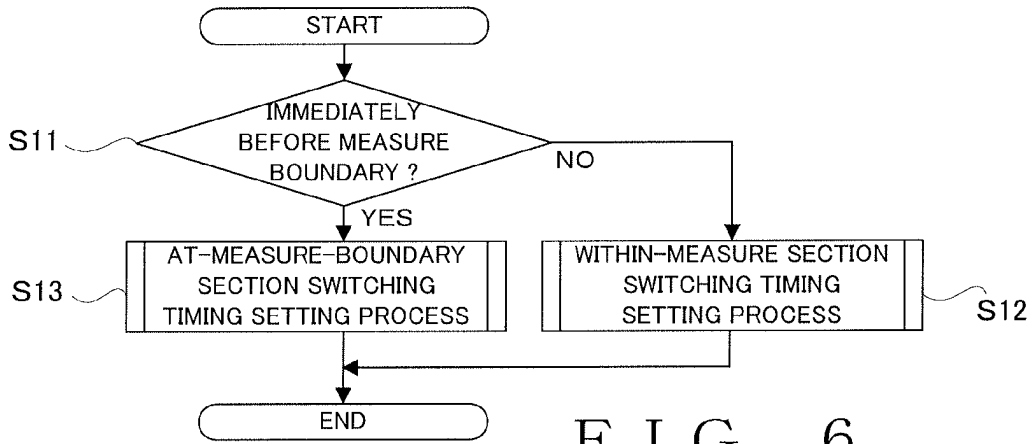 START
IMMEDIATELY
BEFORE MEASURE
BOUNDARY ?
S11
NO
YES
AT-MEASURE-BOUNDARY
SECTION SWITCHING
TIMING SETTING PROCESS
S13
WITHIN-MEASURE SECTION
SWITCHING TIMING
SETTING PROCESS
S12
END
FIG. 6